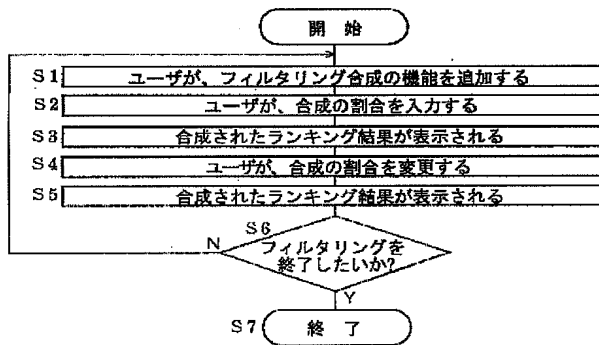 開 始
S1 ユーザが、フィルタリング合成の機能を追加する
S2 ユーザが、合成の割合を入力する
S3 合成されたランキング結果が表示される
S4 ユーザが、合成の割合を変更する
S5 合成されたランキング結果が表示される
S6
N
フィルタリングを
終了したいか?
Y
S7 終 了